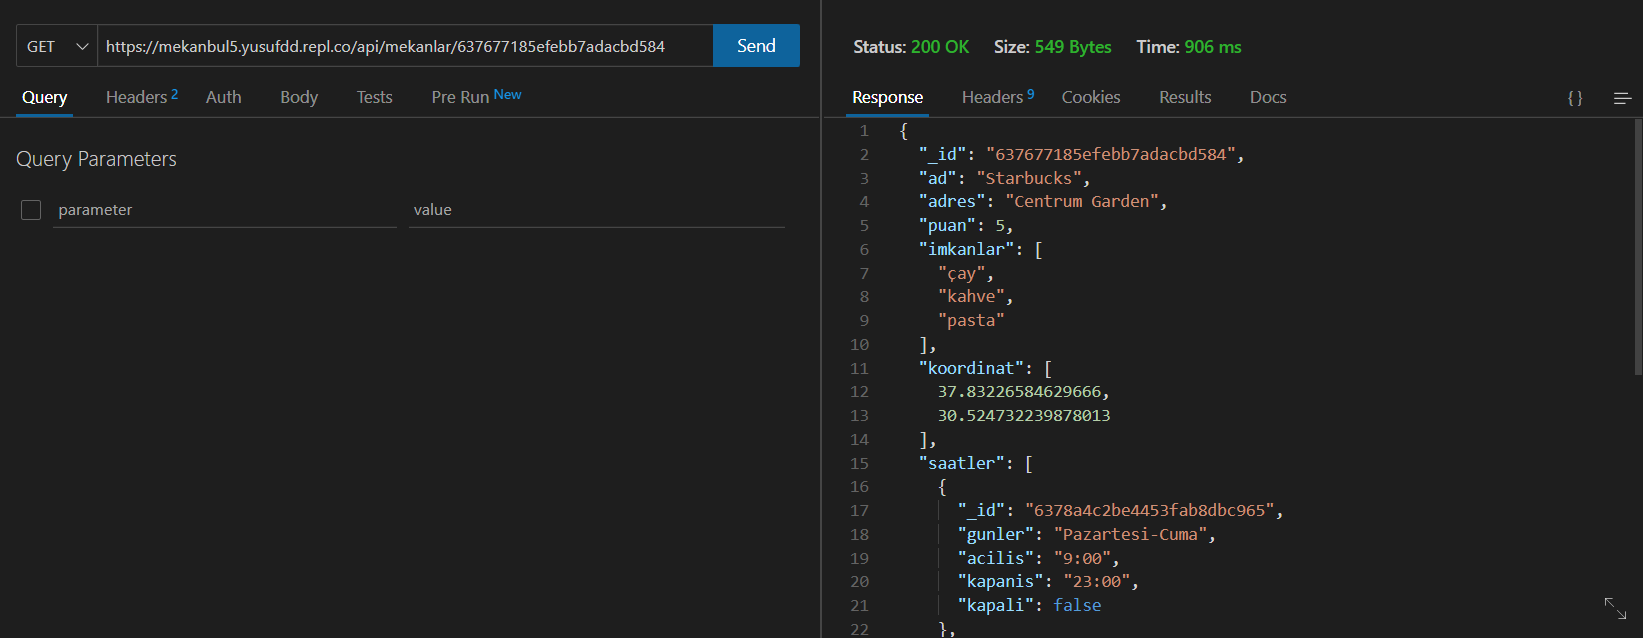 GET https://mekanbul5.yusufdd.repl.co/api/mekanlar/637677185efebb7adacbd584 Send
Query Headers 2 Auth Body Tests Pre Run New
Query Parameters
parameter value
Status: 200 OK Size: 549 Bytes Time: 906 ms
Response Headers 9 Cookies Results Docs {}
1 {
2 "_id": "637677185efebb7adacbd584",
3 "ad": "Starbucks",
4 "adres": "Centrum Garden",
5 "puan": 5,
6 "imkanlar": [
7 "çay",
8 "kahve",
9 "pasta"
10 ],
11 "koordinat": [
12 37.83226584629666,
13 30.524732239878013
14 ],
15 "saatler": [
16 {
17 "_id": "6378a4c2be4453fab8dbc965",
18 "gunler": "Pazartesi-Cuma",
19 "acilis": "9:00",
20 "kapanis": "23:00",
21 "kapali": false
22 },